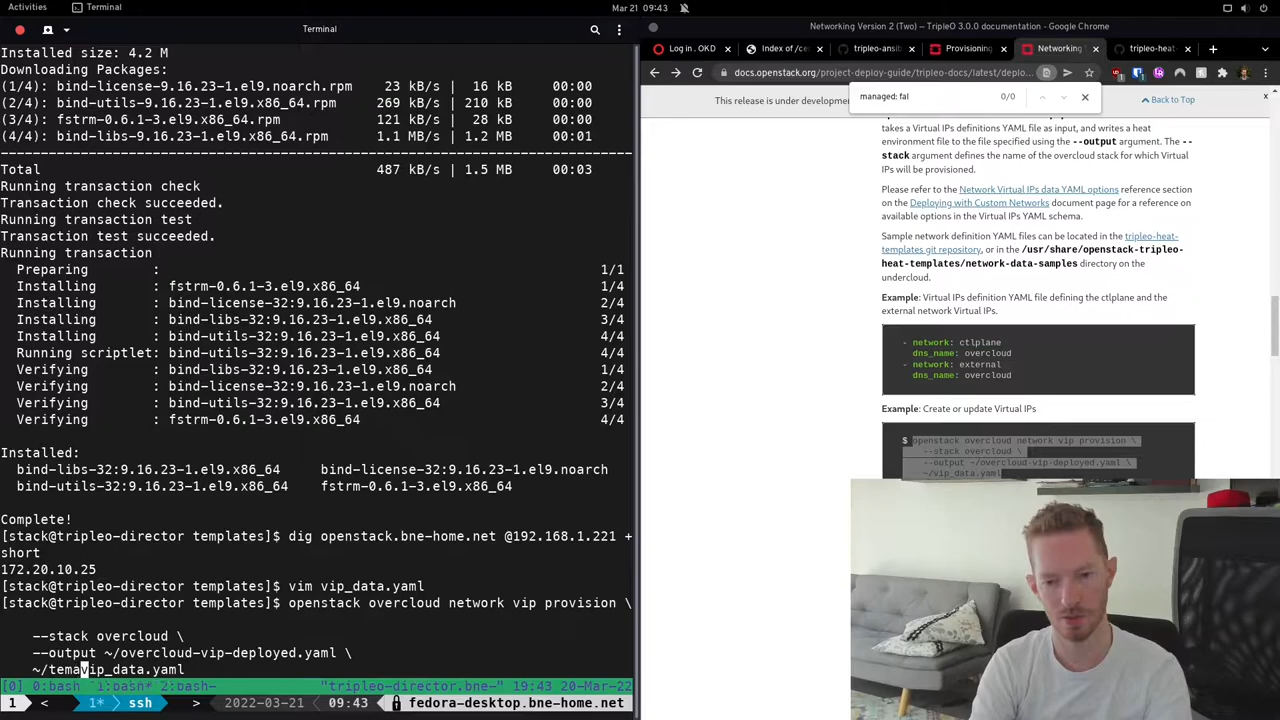 Activities
Terminal
Mar 21 09:43
Terminal
Networking Version 2 (Two) — TripleO 3.0.0 documentation - Google Chrome
Installed size: 4.2 M
Downloading Packages:
(1/4): bind-license-9.16.23-1.el9.noarch.rpm 23 kB/s | 16 kB 00:00
(2/4): bind-utils-9.16.23-1.el9.x86_64.rpm 269 kB/s | 210 kB 00:00
(3/4): fstrm-0.6.1-3.el9.x86_64.rpm 121 kB/s | 28 kB 00:00
(4/4): bind-libs-9.16.23-1.el9.x86_64.rpm 1.1 MB/s | 1.2 MB 00:01
Total 487 kB/s | 1.5 MB 00:03
Running transaction check
Transaction check succeeded.
Running transaction test
Transaction test succeeded.
Running transaction
Preparing : 1/1
Installing : fstrm-0.6.1-3.el9.x86_64 1/4
Installing : bind-license-32:9.16.23-1.el9.noarch 2/4
Installing : bind-libs-32:9.16.23-1.el9.x86_64 3/4
Installing : bind-utils-32:9.16.23-1.el9.x86_64 4/4
Running scriptlet: bind-utils-32:9.16.23-1.el9.x86_64 4/4
Verifying : bind-libs-32:9.16.23-1.el9.x86_64 1/4
Verifying : bind-license-32:9.16.23-1.el9.noarch 2/4
Verifying : bind-utils-32:9.16.23-1.el9.x86_64 3/4
Verifying : fstrm-0.6.1-3.el9.x86_64 4/4
Installed:
bind-libs-32:9.16.23-1.el9.x86_64 bind-license-32:9.16.23-1.el9.noarch
bind-utils-32:9.16.23-1.el9.x86_64 fstrm-0.6.1-3.el9.x86_64
Complete!
[stack@tripleo-director templates]$ dig openstack.bne-home.net @192.168.1.221 +
short
172.20.10.25
[stack@tripleo-director templates]$ vim vip_data.yaml
[stack@tripleo-director templates]$ openstack overcloud network vip provision \
--stack overcloud \
--output ~/overcloud-vip-deployed.yaml \
~/temavip_data.yaml
[0] 0:bash 1:bash* 2:bash- "tripleo-director.bne-" 19:43 20-Mar-22
1 < 1* ssh > 2022-03-21 09:43 fedora-desktop.bne-home.net
Log in . OKD
Index of /ce
tripleo-ansib
Provisioning
Networking
tripleo-heat-
docs.openstack.org/project-deploy-guide/tripleo-docs/latest/deplo...
This release is under developmen
managed: fal
0/0
Back to Top
takes a Virtual IPs definitions YAML file as input, and writes a heat
environment file to the file specified using the --output argument. The --
stack argument defines the name of the overcloud stack for which Virtual
IPs will be provisioned.
Please refer to the Network Virtual IPs data YAML options reference section
on the Deploying with Custom Networks document page for a reference on
available options in the Virtual IPs YAML schema.
Sample network definition YAML files can be located in the tripleo-heat-
templates git repository, or in the /usr/share/openstack-tripleo-
heat-templates/network-data-samples directory on the
undercloud.
Example: Virtual IPs definition YAML file defining the ctlplane and the
external network Virtual IPs.
- network: ctlplane
dns_name: overcloud
- network: external
dns_name: overcloud
Example: Create or update Virtual IPs
$ openstack overcloud network vip provision \
--stack overcloud \
--output ~/overcloud-vip-deployed.yaml \
~/vip_data.yaml